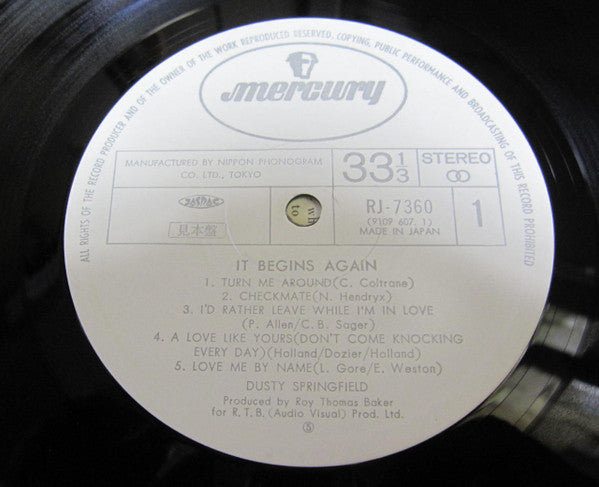 ALL RIGHTS OF THE RECORD PRODUCER AND OF THE OWNER OF THE WORK REPRODUCED RESERVED. COPYING, PUBLIC PERFORMANCE AND BROADCASTING OF THIS RECORD PROHIBITED
mercury
MANUFACTURED BY NIPPON PHONOGRAM
CO. LTD., TOKYO
33 1/3
STEREO
JASRAC
見本盤
wh
to
RJ-7360
(9109 607. 1)
MADE IN JAPAN
1
IT BEGINS AGAIN
1. TURN ME AROUND(C. Coltrane)
2. CHECKMATE(N. Hendryx)
3. I'D RATHER LEAVE WHILE I'M IN LOVE
(P. Allen/C. B. Sager)
4. A LOVE LIKE YOURS(DON'T COME KNOCKING
EVERY DAY)(Holland/Dozier/Holland)
5. LOVE ME BY NAME(L. Gore/E. Weston)
DUSTY SPRINGFIELD
Produced by Roy Thomas Baker
for R. T. B. (Audio Visual) Prod. Ltd.
Ⓢ